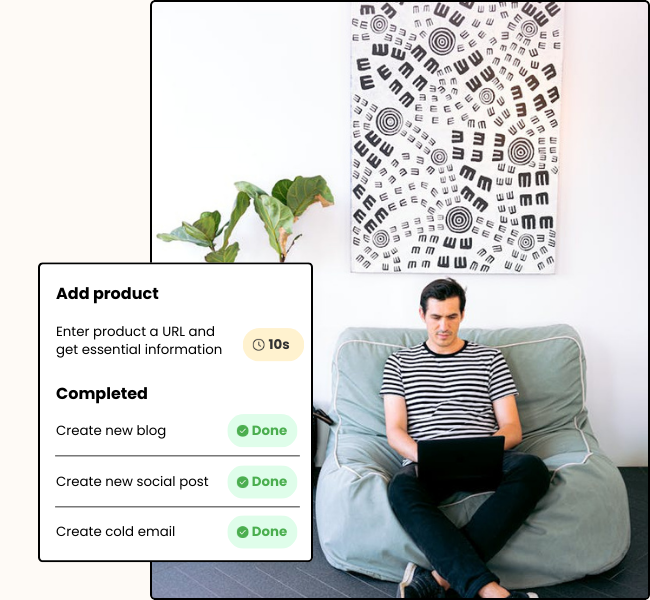 Add product
Enter product a URL and
get essential information
10s
Completed
Create new blog
Done
Create new social post
Done
Create cold email
Done